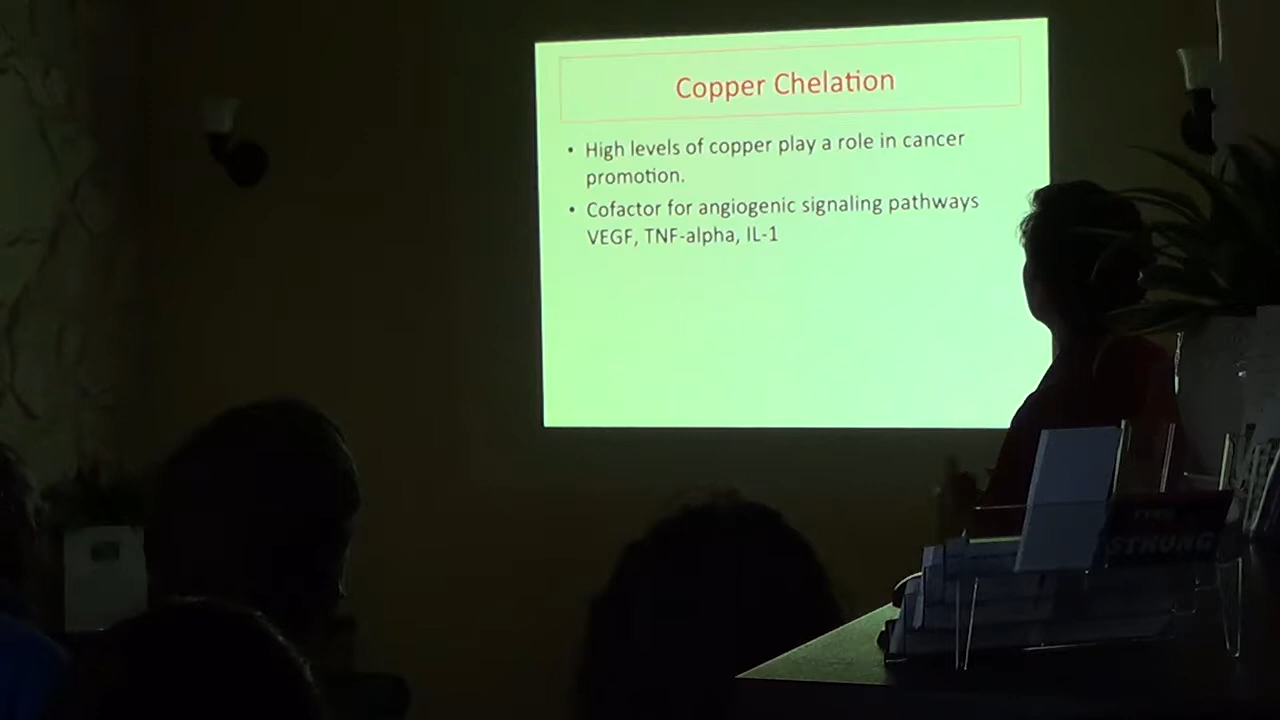 Copper Chelation
• High levels of copper play a role in cancer
promotion.
• Cofactor for angiogenic signaling pathways
VEGF, TNF-alpha, IL-1
STRONG